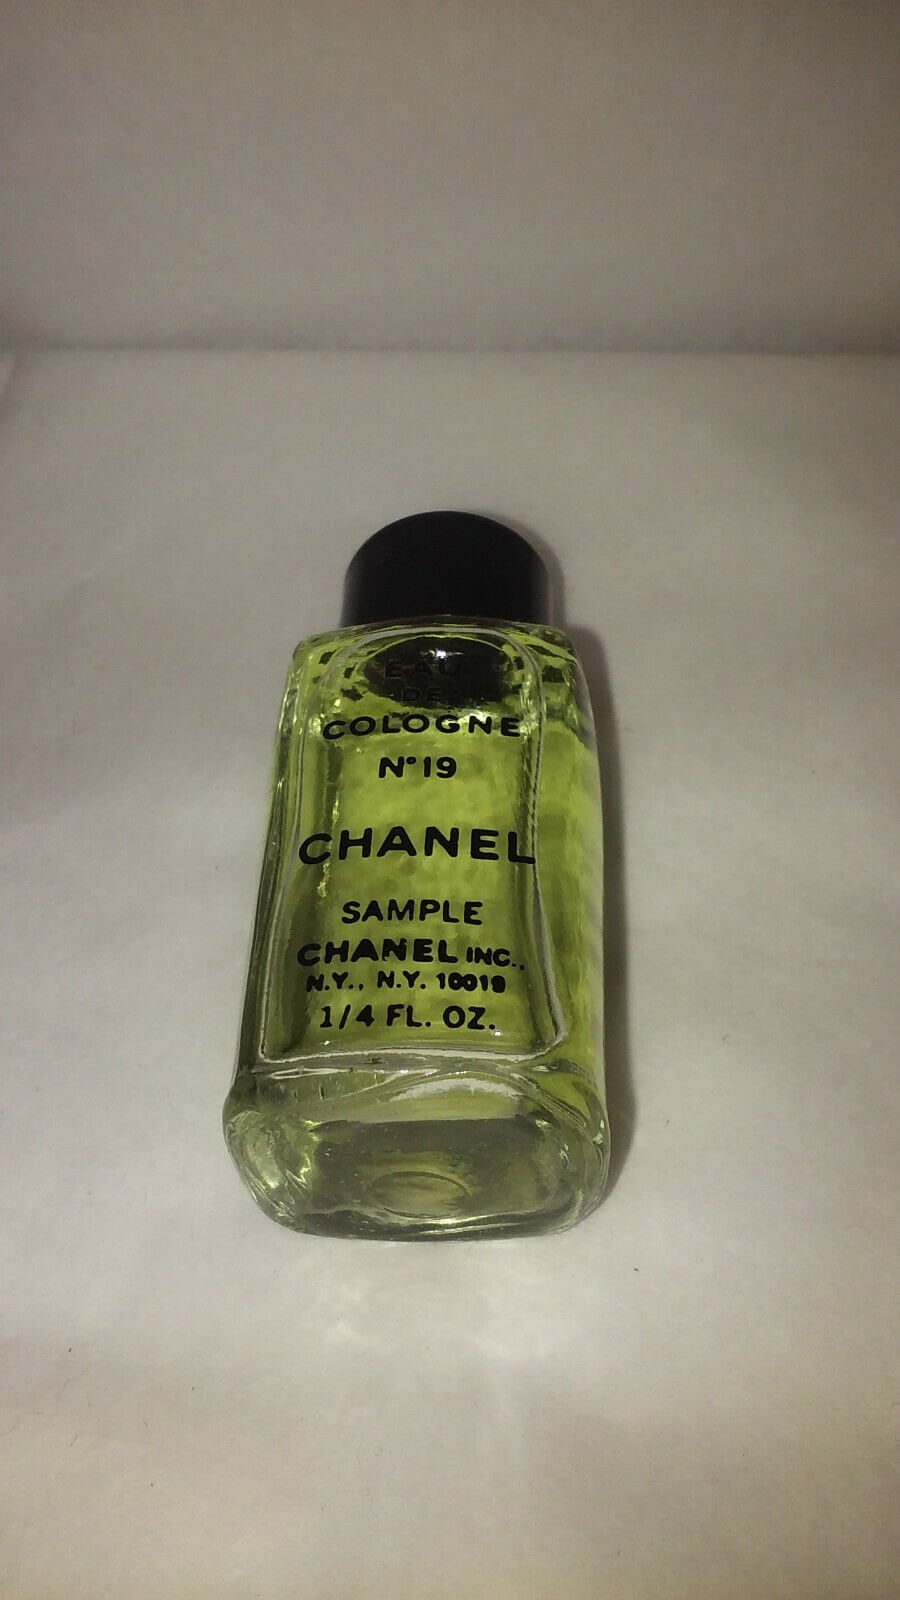 EAU
DE
COLOGNE
N°19
CHANEL
SAMPLE
CHANEL INC.,
N.Y., N.Y. 10019
1/4 FL. OZ.